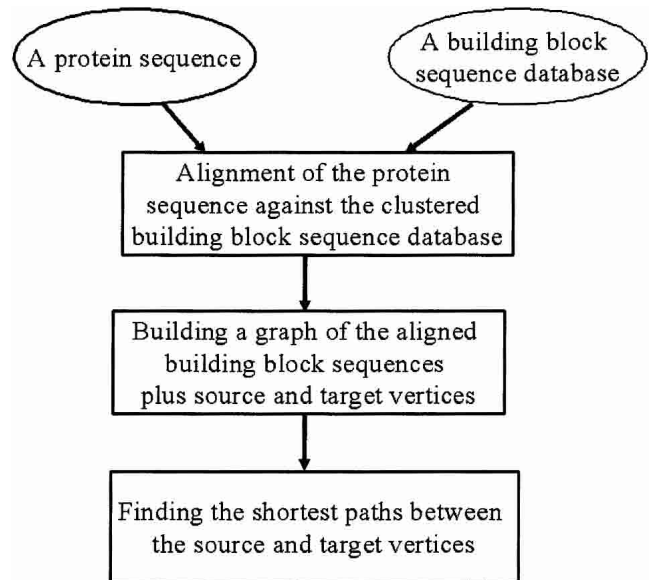 A protein sequence
A building block
sequence database
Alignment of the protein
sequence against the clustered
building block sequence database
Building a graph of the aligned
building block sequences
plus source and target vertices
Finding the shortest paths between
the source and target vertices